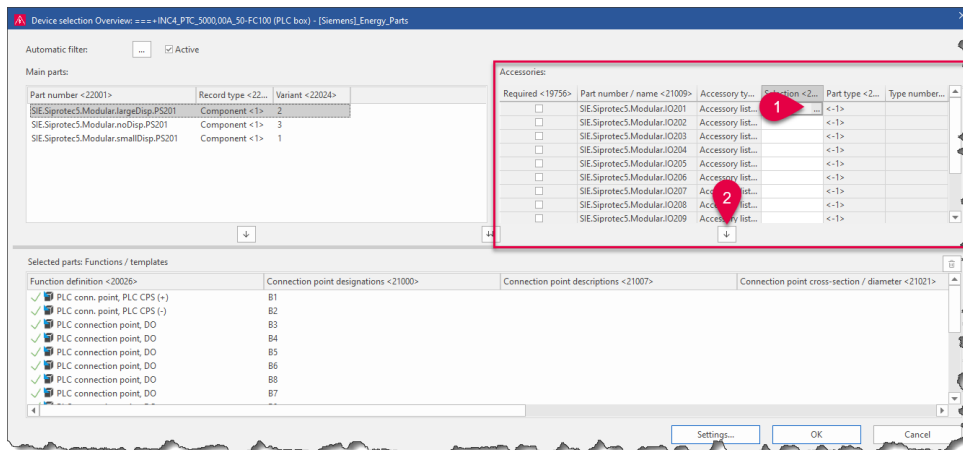 Device selection Overview: ===+INC4_PTC_5000,00A_50-FC100 (PLC box) - [Siemens]_Energy_Parts
Automatic filter: ... Active
Main parts:
Part number <22001> Record type <22... Variant <22024>
SIE.Siprotec5.Modular.largeDisp.PS201 Component <1> 2
SIE.Siprotec5.Modular.noDisp.PS201 Component <1> 3
SIE.Siprotec5.Modular.smallDisp.PS201 Component <1> 1
Accessories:
Required <19756> Part number / name <21009> Accessory ty... Selection <2... Part type <2... Type number...
SIE.Siprotec5.Modular.IO201 Accessory list... 1 ... <-1>
SIE.Siprotec5.Modular.IO202 Accessory list... <-1>
SIE.Siprotec5.Modular.IO203 Accessory list... <-1>
SIE.Siprotec5.Modular.IO204 Accessory list... <-1>
SIE.Siprotec5.Modular.IO205 Accessory list... <-1>
SIE.Siprotec5.Modular.IO206 Accessory list... <-1>
SIE.Siprotec5.Modular.IO207 Accessory list... <-1>
SIE.Siprotec5.Modular.IO208 Accessory list... <-1>
SIE.Siprotec5.Modular.IO209 Accessory list... <-1>
2
Selected parts: Functions / templates
Function definition <20026> Connection point designations <21000> Connection point descriptions <21007> Connection point cross-section / diameter <21021>
PLC conn. point, PLC CPS (+) B1
PLC conn. point, PLC CPS (-) B2
PLC connection point, DO B3
PLC connection point, DO B4
PLC connection point, DO B5
PLC connection point, DO B6
PLC connection point, DO B8
PLC connection point, DO B7
Settings... OK Cancel